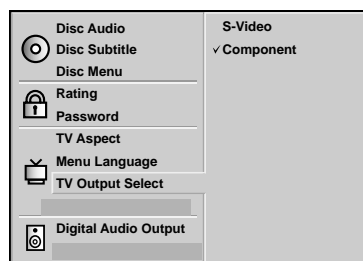 Disc Audio
Disc Subtitle
Disc Menu
Rating
Password
TV Aspect
Menu Language
TV Output Select
Digital Audio Output
S-Video
✓ Component